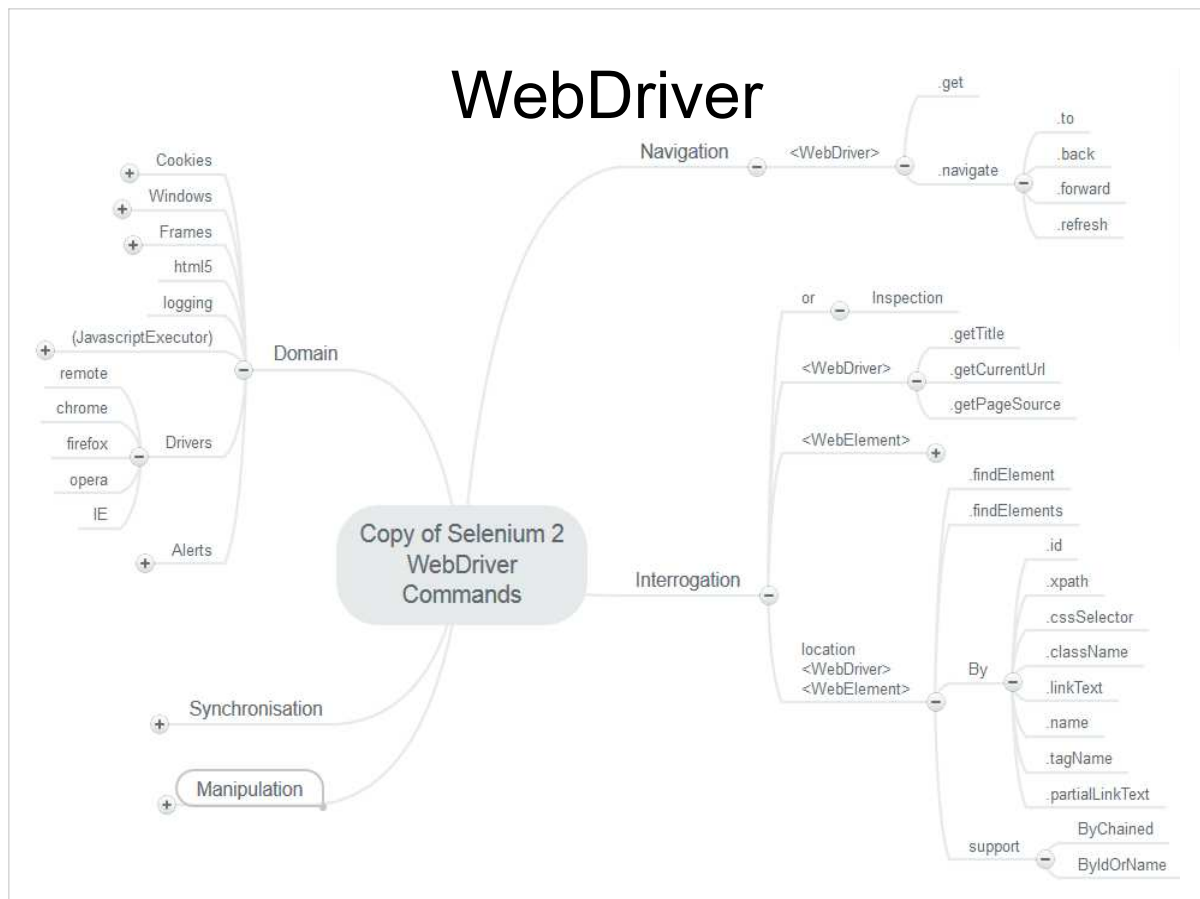 WebDriver
Navigation
<WebDriver>
.get
.navigate
.to
.back
.forward
.refresh
Cookies
Windows
Frames
html5
logging
(JavascriptExecutor)
Domain
remote
chrome
firefox
opera
IE
Drivers
Alerts
Copy of Selenium 2
WebDriver
Commands
Synchronisation
Manipulation
Interrogation
or
Inspection
<WebDriver>
.getTitle
.getCurrentUrl
.getPageSource
<WebElement>
location
<WebDriver>
<WebElement>
.findElement
.findElements
By
.id
.xpath
.cssSelector
.className
.linkText
.name
.tagName
.partialLinkText
support
ByChained
ByIdOrName